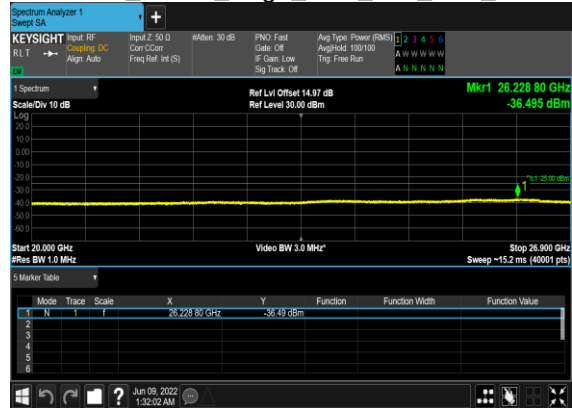 Spectrum Analyzer 1
Swept SA
+
KEYSIGHT Input: RF Input Z: 50 Ω #Atten: 30 dB PNO: Fast Avg Type: Power (RMS) 1 2 3 4 5 6
RLT Coupling: DC Corr CCorr Gate: Off Avg|Hold: 100/100 A W W W W W
Align: Auto Freq Ref: Int (S) IF Gain: Low Trig: Free Run
LW Sig Track: Off A N N N N N
1 Spectrum Ref Lvl Offset 14.97 dB Mkr1 26.228 80 GHz
Scale/Div 10 dB Ref Level 30.00 dBm -36.495 dBm
Log
20.0
10.0
0.00
-10.0
-20.0 DL1 -25.00 dBm
-30.0 1
-40.0
-50.0
-60.0
Start 20.000 GHz Video BW 3.0 MHz* Stop 26.900 GHz
#Res BW 1.0 MHz Sweep ~15.2 ms (40001 pts)
5 Marker Table
Mode Trace Scale X Y Function Function Width Function Value
1 N 1 f 26.228 80 GHz -36.49 dBm
2
3
4
5
6
? Jun 09, 2022
1:32:02 AM